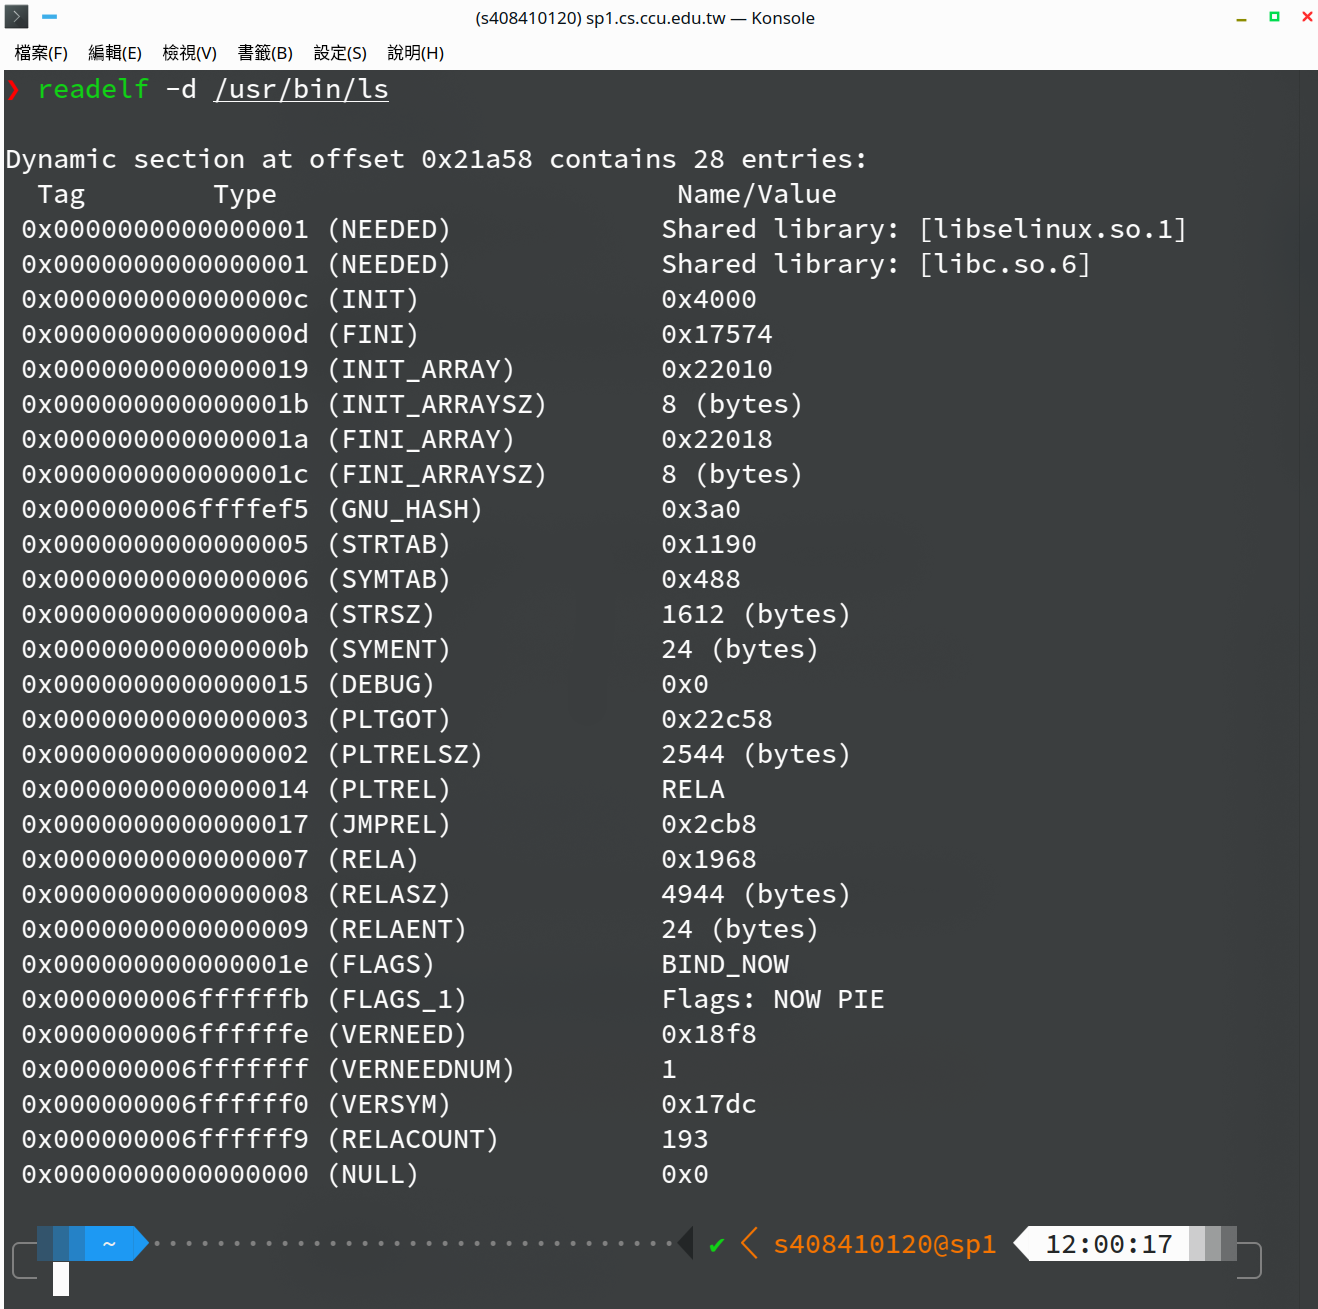 (s408410120) sp1.cs.ccu.edu.tw — Konsole
檔案(F) 編輯(E) 檢視(V) 書籤(B) 設定(S) 說明(H)
❯ readelf -d /usr/bin/ls
Dynamic section at offset 0x21a58 contains 28 entries:
Tag Type Name/Value
0x0000000000000001 (NEEDED) Shared library: [libselinux.so.1]
0x0000000000000001 (NEEDED) Shared library: [libc.so.6]
0x000000000000000c (INIT) 0x4000
0x000000000000000d (FINI) 0x17574
0x0000000000000019 (INIT_ARRAY) 0x22010
0x000000000000001b (INIT_ARRAYSZ) 8 (bytes)
0x000000000000001a (FINI_ARRAY) 0x22018
0x000000000000001c (FINI_ARRAYSZ) 8 (bytes)
0x000000006ffffef5 (GNU_HASH) 0x3a0
0x0000000000000005 (STRTAB) 0x1190
0x0000000000000006 (SYMTAB) 0x488
0x000000000000000a (STRSZ) 1612 (bytes)
0x000000000000000b (SYMENT) 24 (bytes)
0x0000000000000015 (DEBUG) 0x0
0x0000000000000003 (PLTGOT) 0x22c58
0x0000000000000002 (PLTRELSZ) 2544 (bytes)
0x0000000000000014 (PLTREL) RELA
0x0000000000000017 (JMPREL) 0x2cb8
0x0000000000000007 (RELA) 0x1968
0x0000000000000008 (RELASZ) 4944 (bytes)
0x0000000000000009 (RELAENT) 24 (bytes)
0x000000000000001e (FLAGS) BIND_NOW
0x000000006ffffffb (FLAGS_1) Flags: NOW PIE
0x000000006ffffffe (VERNEED) 0x18f8
0x000000006fffffff (VERNEEDNUM) 1
0x000000006ffffff0 (VERSYM) 0x17dc
0x000000006ffffff9 (RELACOUNT) 193
0x0000000000000000 (NULL) 0x0
~ ✔ s408410120@sp1 12:00:17